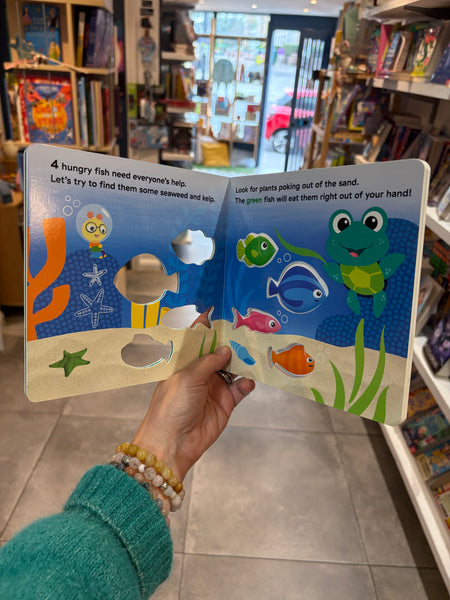 4 hungry fish need everyone's help.
Let's try to find them some seaweed and kelp.
Look for plants poking out of the sand.
The green fish will eat them right out of your hand!